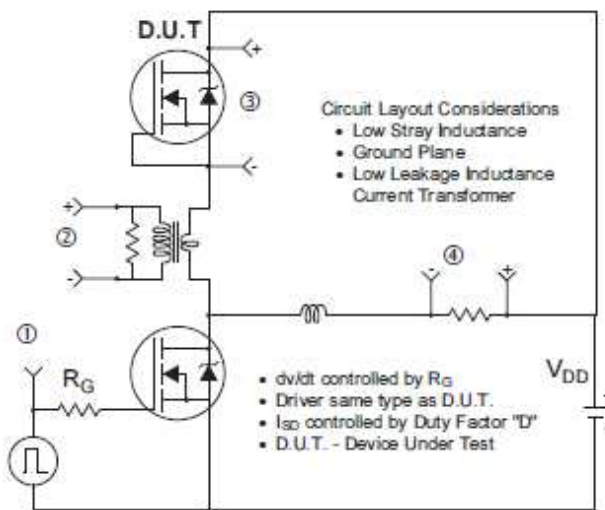 D.U.T
+
③
-
Circuit Layout Considerations
• Low Stray Inductance
• Ground Plane
• Low Leakage Inductance
Current Transformer
+
②
-
④
-
+
①
RG
VDD
• dv/dt controlled by RG
• Driver same type as D.U.T.
• ISD controlled by Duty Factor "D"
• D.U.T. - Device Under Test